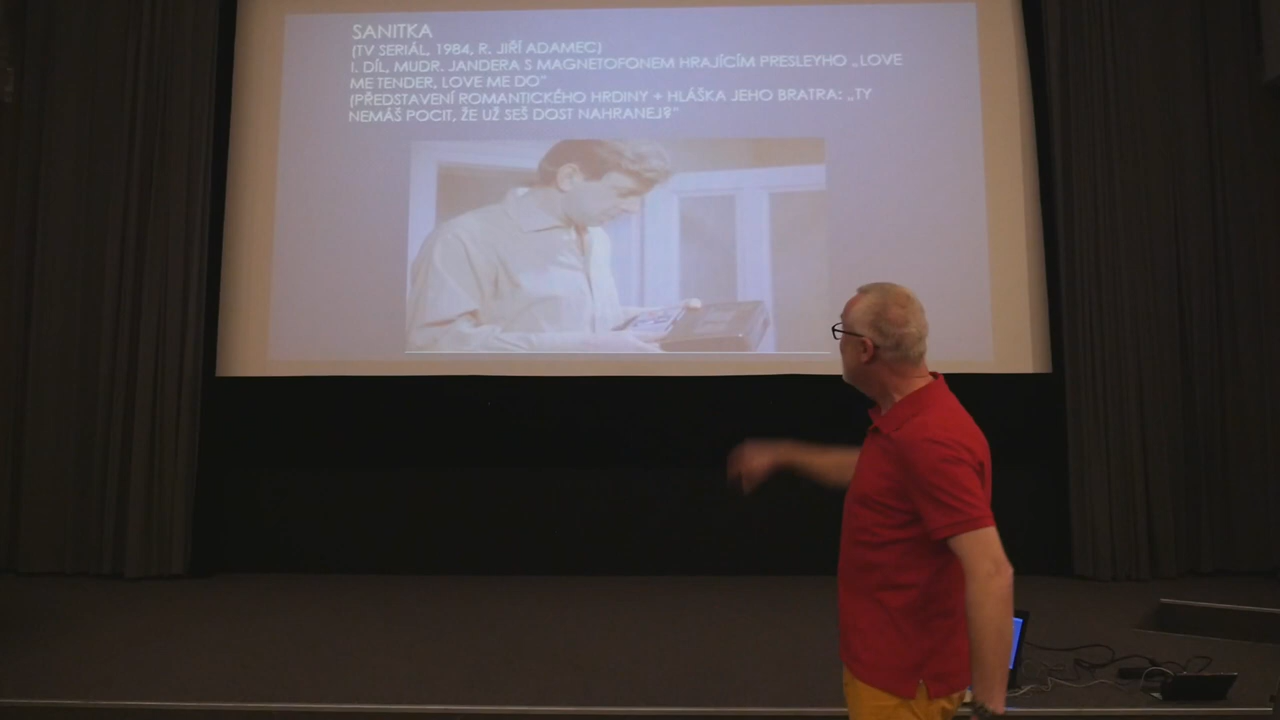 SANITKA
(TV SERIÁL, 1984, R. JIŘÍ ADAMEC)
I. DÍL, MUDR. JANDERA S MAGNETOFONEM HRAJÍCÍM PRESLEYHO „LOVE
ME TENDER, LOVE ME DO“
(PŘEDSTAVENÍ ROMANTICKÉHO HRDINY + HLÁŠKA JEHO BRATRA: „TY
NEMÁŠ POCIT, ŽE UŽ SEŠ DOST NAHRANEJ?“